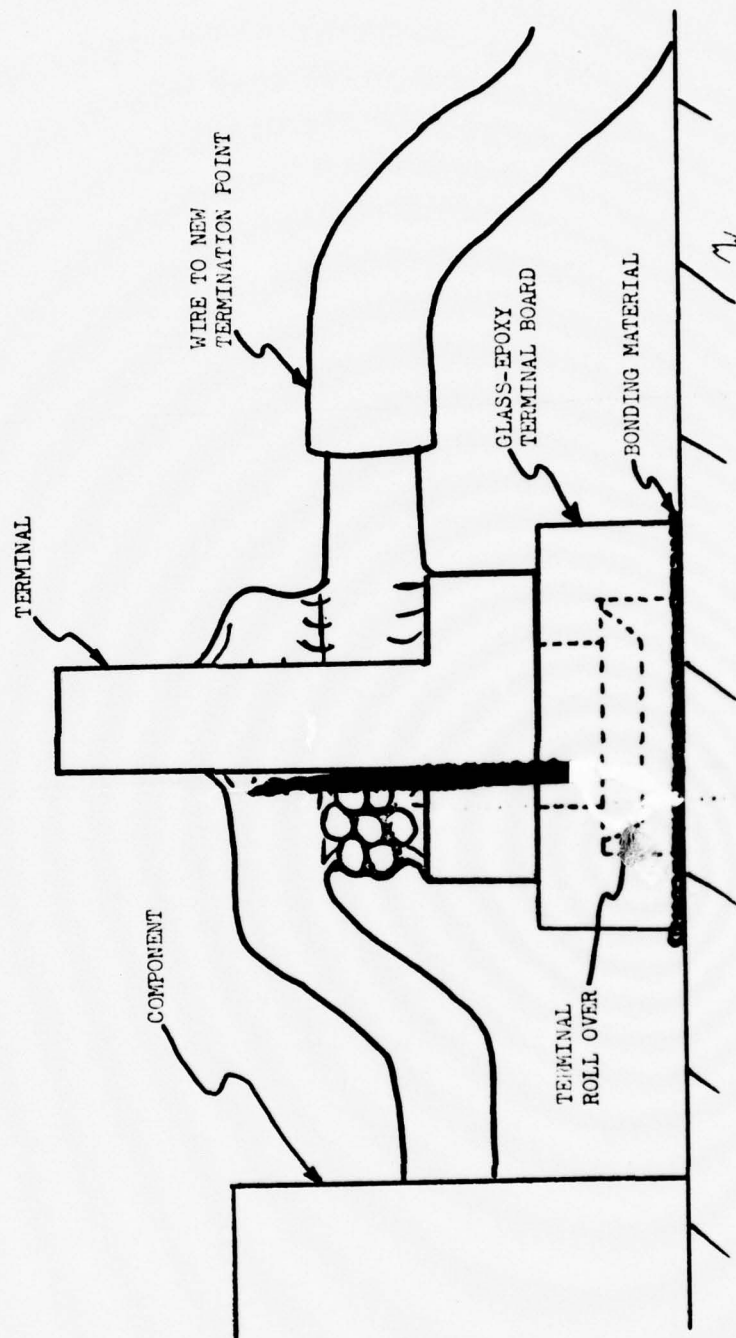 TERMINAL
WIRE TO NEW
TERMINATION POINT
COMPONENT
GLASS-EPOXY
TERMINAL BOARD
BONDING MATERIAL
TERMINAL
ROLL OVER